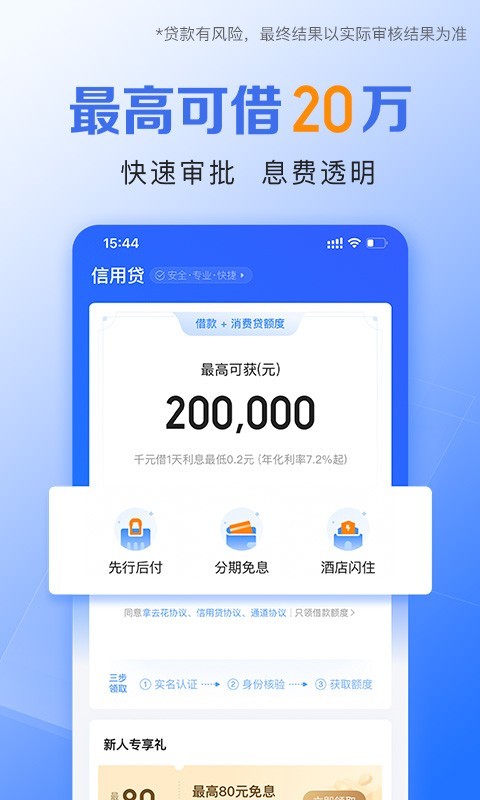 *贷款有风险，最终结果以实际审核结果为准
最高可借20万
快速审批 息费透明
15:44
信用贷 安全·专业·快捷
借款 + 消费贷额度
最高可获(元)
200,000
千元借1天利息最低0.2元 (年化利率7.2%起)
先行后付 分期免息 酒店闪住
同意拿去花协议、信用贷协议、通道协议 | 只领借款额度 >
三步
领取
1 实名认证 2 身份核验 3 获取额度
新人专享礼
最高80元免息